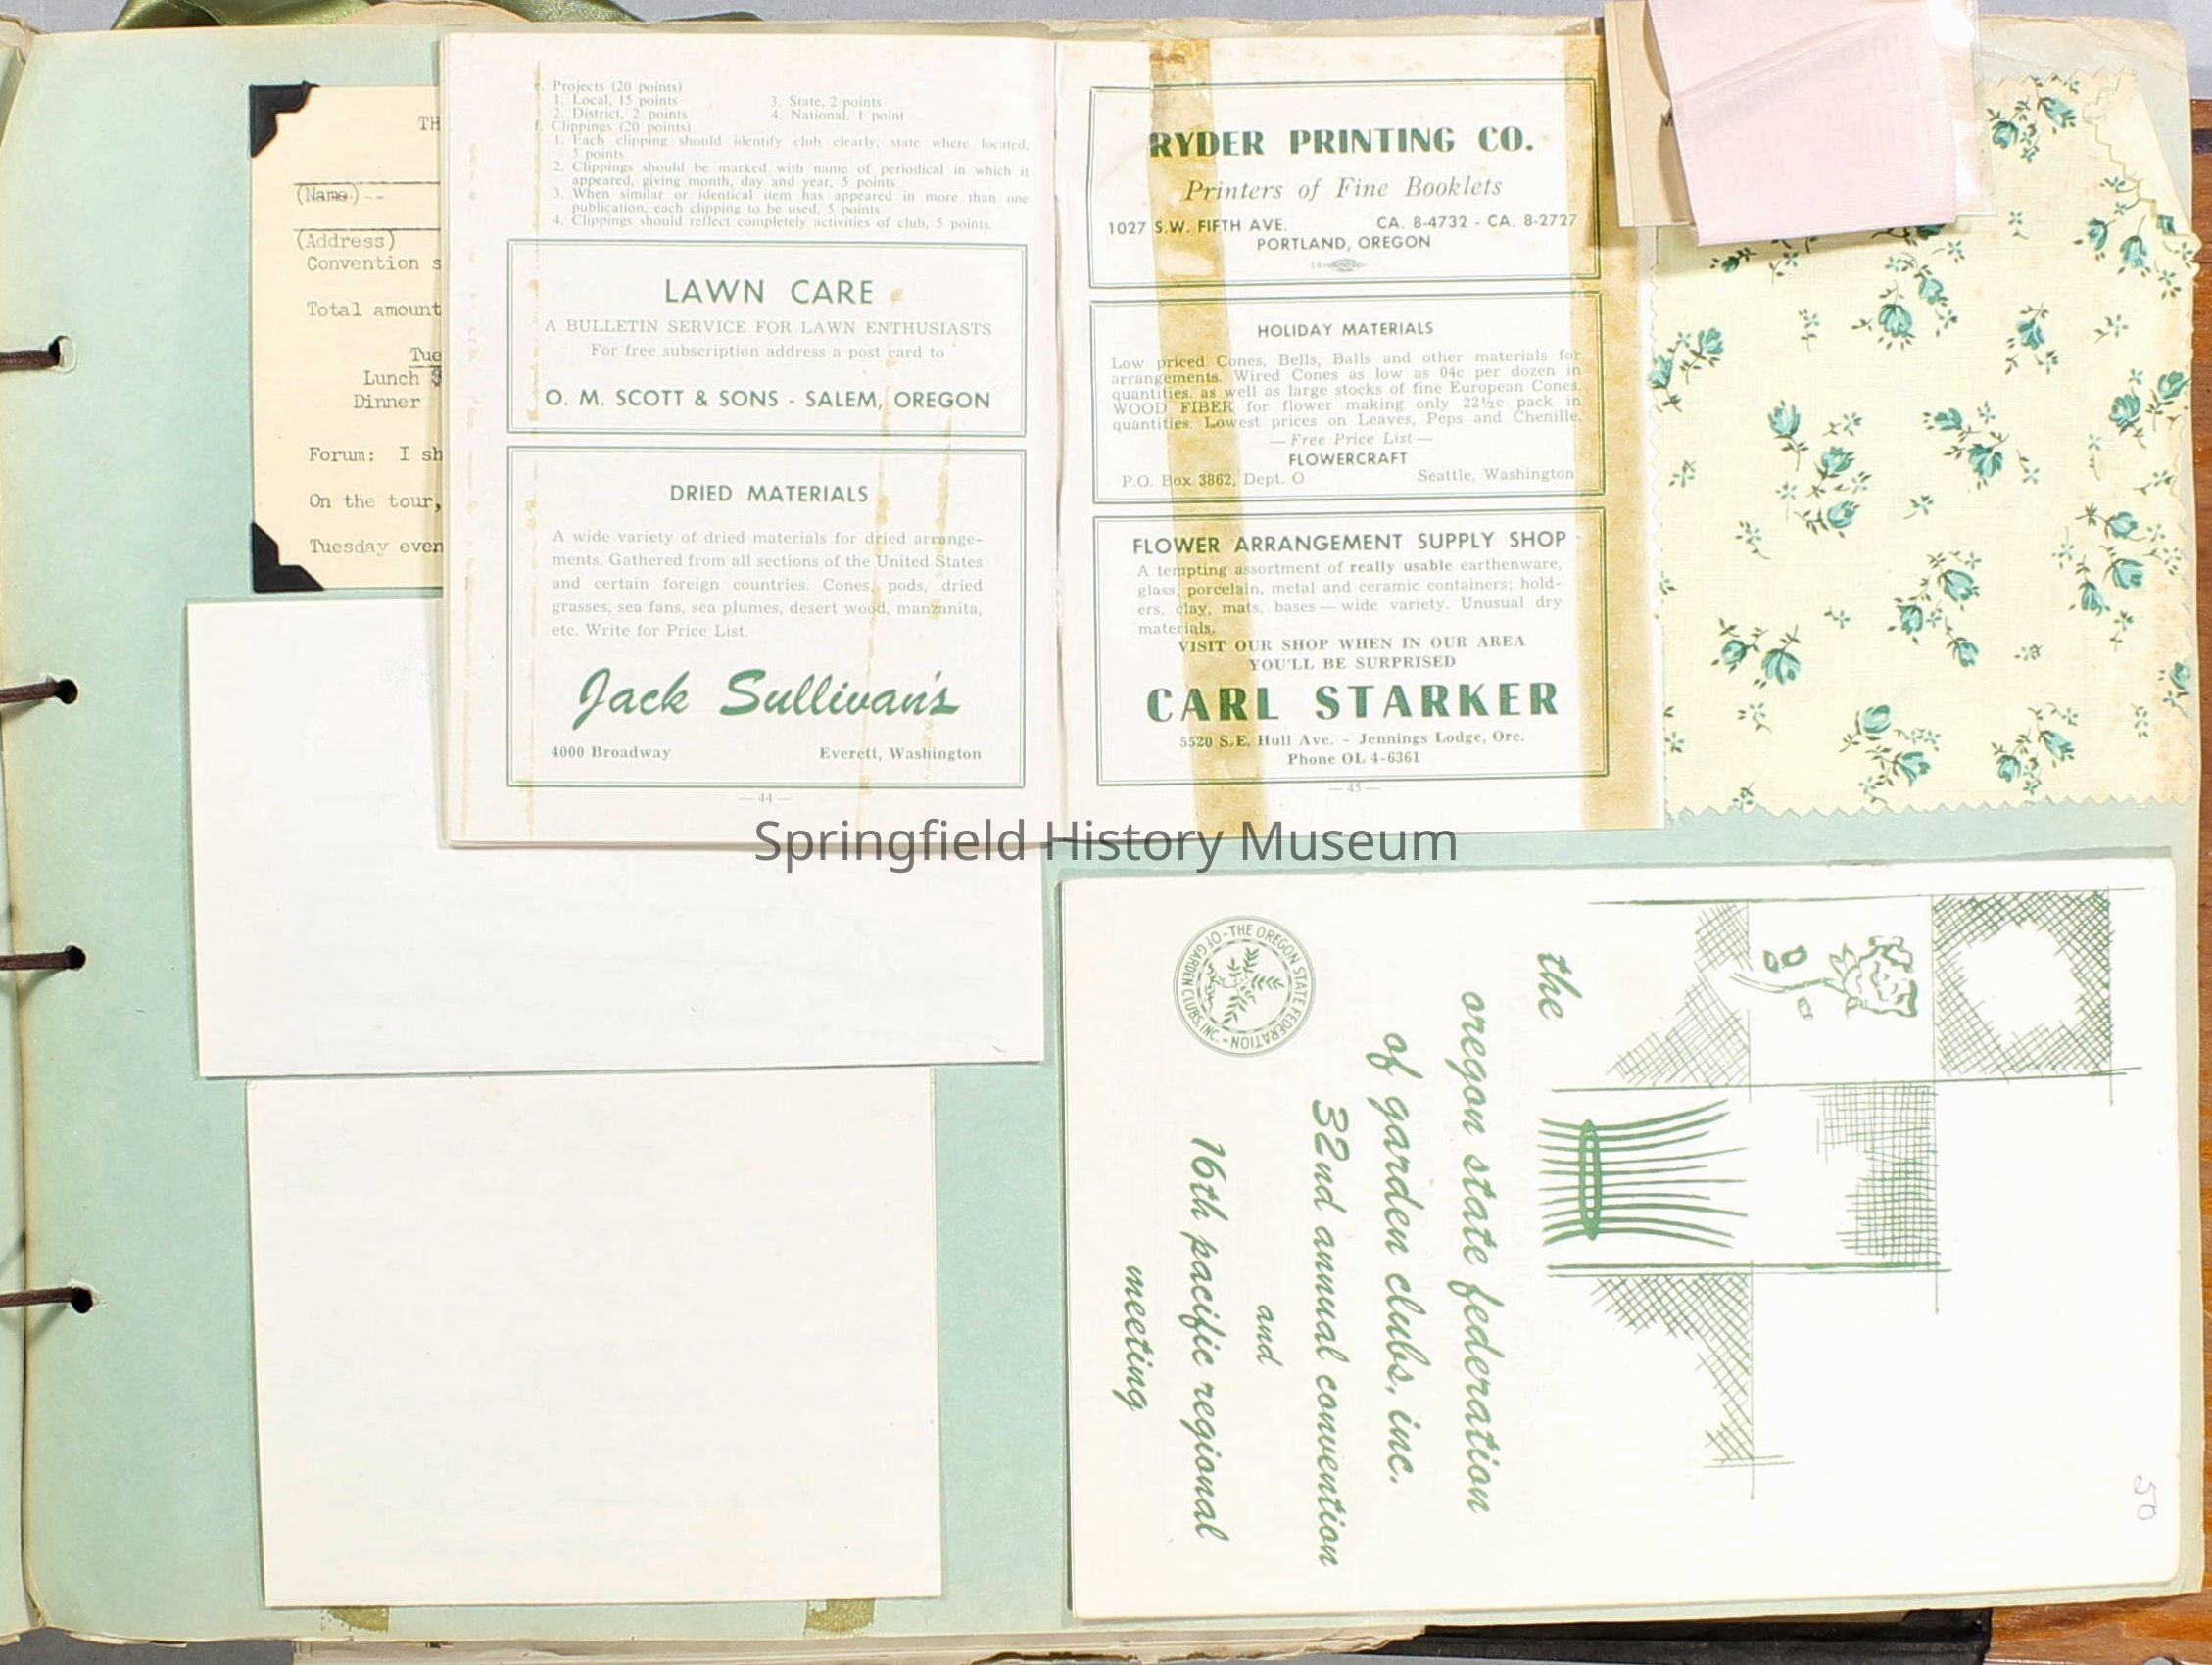 TH
(Name)--
(Address)
Convention s
Total amount
Tue
Lunch $
Dinner
Forum: I sh
On the tour,
Tuesday even
e. Projects (20 points)
1. Local, 15 points 3. State, 2 points
2. District, 2 points 4. National, 1 point
f. Clippings (20 points)
1. Each clipping should identify club clearly, state where located,
5 points
2. Clippings should be marked with name of periodical in which it
appeared, giving month, day and year, 5 points
3. When similar or identical item has appeared in more than one
publication, each clipping to be used, 5 points
4. Clippings should reflect completely activities of club, 5 points.
LAWN CARE
A BULLETIN SERVICE FOR LAWN ENTHUSIASTS
For free subscription address a post card to
O. M. SCOTT & SONS - SALEM, OREGON
DRIED MATERIALS
A wide variety of dried materials for dried arrange-
ments. Gathered from all sections of the United States
and certain foreign countries. Cones, pods, dried
grasses, sea fans, sea plumes, desert wood, manzanita,
etc. Write for Price List.
Jack Sullivan's
4000 Broadway Everett, Washington
— 44 —
RYDER PRINTING CO.
Printers of Fine Booklets
1027 S.W. FIFTH AVE. CA. 8-4732 - CA. 8-2727
PORTLAND, OREGON
HOLIDAY MATERIALS
Low priced Cones, Bells, Balls and other materials for
arrangements. Wired Cones as low as 04c per dozen in
quantities, as well as large stocks of fine European Cones.
WOOD FIBER for flower making only 22½c pack in
quantities. Lowest prices on Leaves, Peps and Chenille.
— Free Price List —
FLOWERCRAFT
P.O. Box 3862, Dept. O Seattle, Washington
FLOWER ARRANGEMENT SUPPLY SHOP
A tempting assortment of really usable earthenware,
glass, porcelain, metal and ceramic containers; hold-
ers, clay, mats, bases — wide variety. Unusual dry
materials.
VISIT OUR SHOP WHEN IN OUR AREA
YOU'LL BE SURPRISED
CARL STARKER
5520 S.E. Hull Ave. - Jennings Lodge, Ore.
Phone OL 4-6361
— 45 —
Springfield History Museum
the
oregon state federation
of garden clubs, inc.
32nd annual convention
and
16th pacific regional
meeting
THE OREGON STATE FEDERATION - OF GARDEN CLUBS, INC. -
50